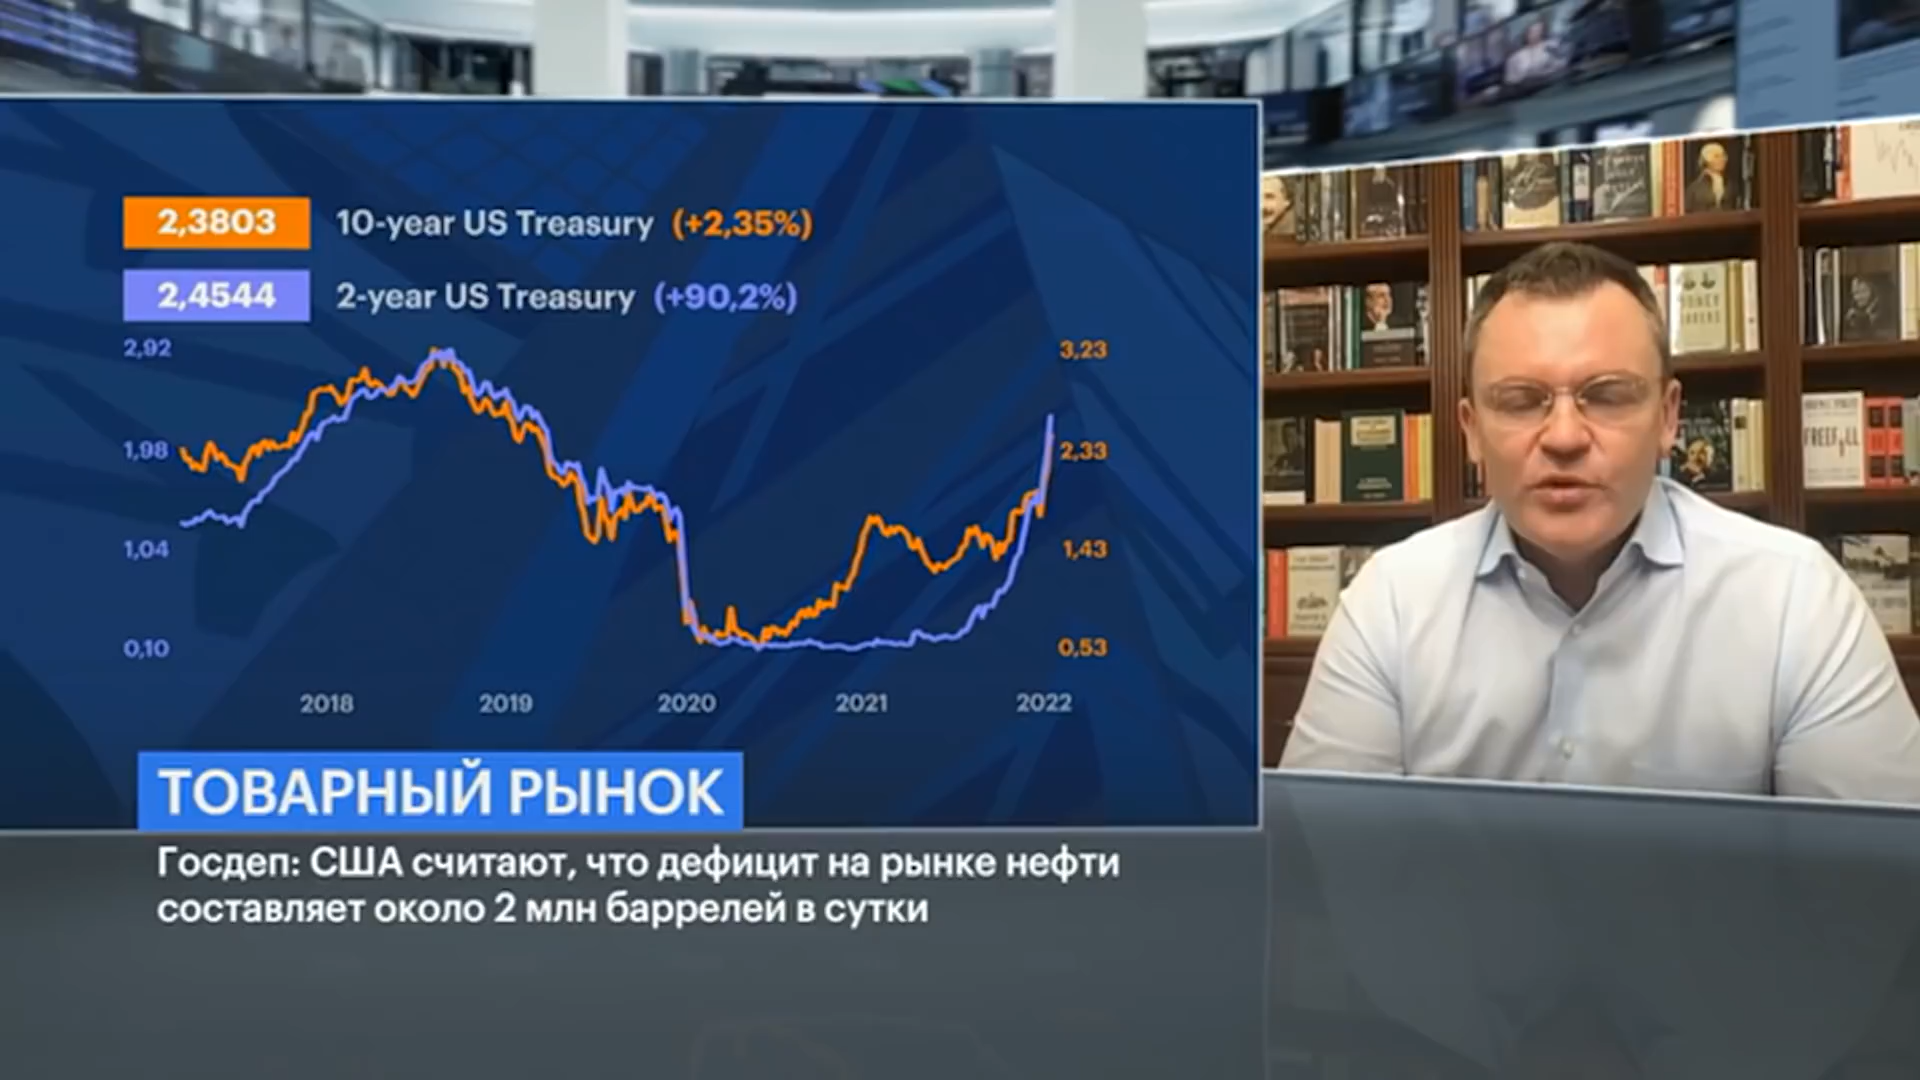 2,3803 10-year US Treasury (+2,35%)
2,4544 2-year US Treasury (+90,2%)
2,92 3,23
1,98 2,33
1,04 1,43
0,10 0,53
2018 2019 2020 2021 2022
ТОВАРНЫЙ РЫНОК
Госдеп: США считают, что дефицит на рынке нефти
составляет около 2 млн баррелей в сутки
FREEFALL